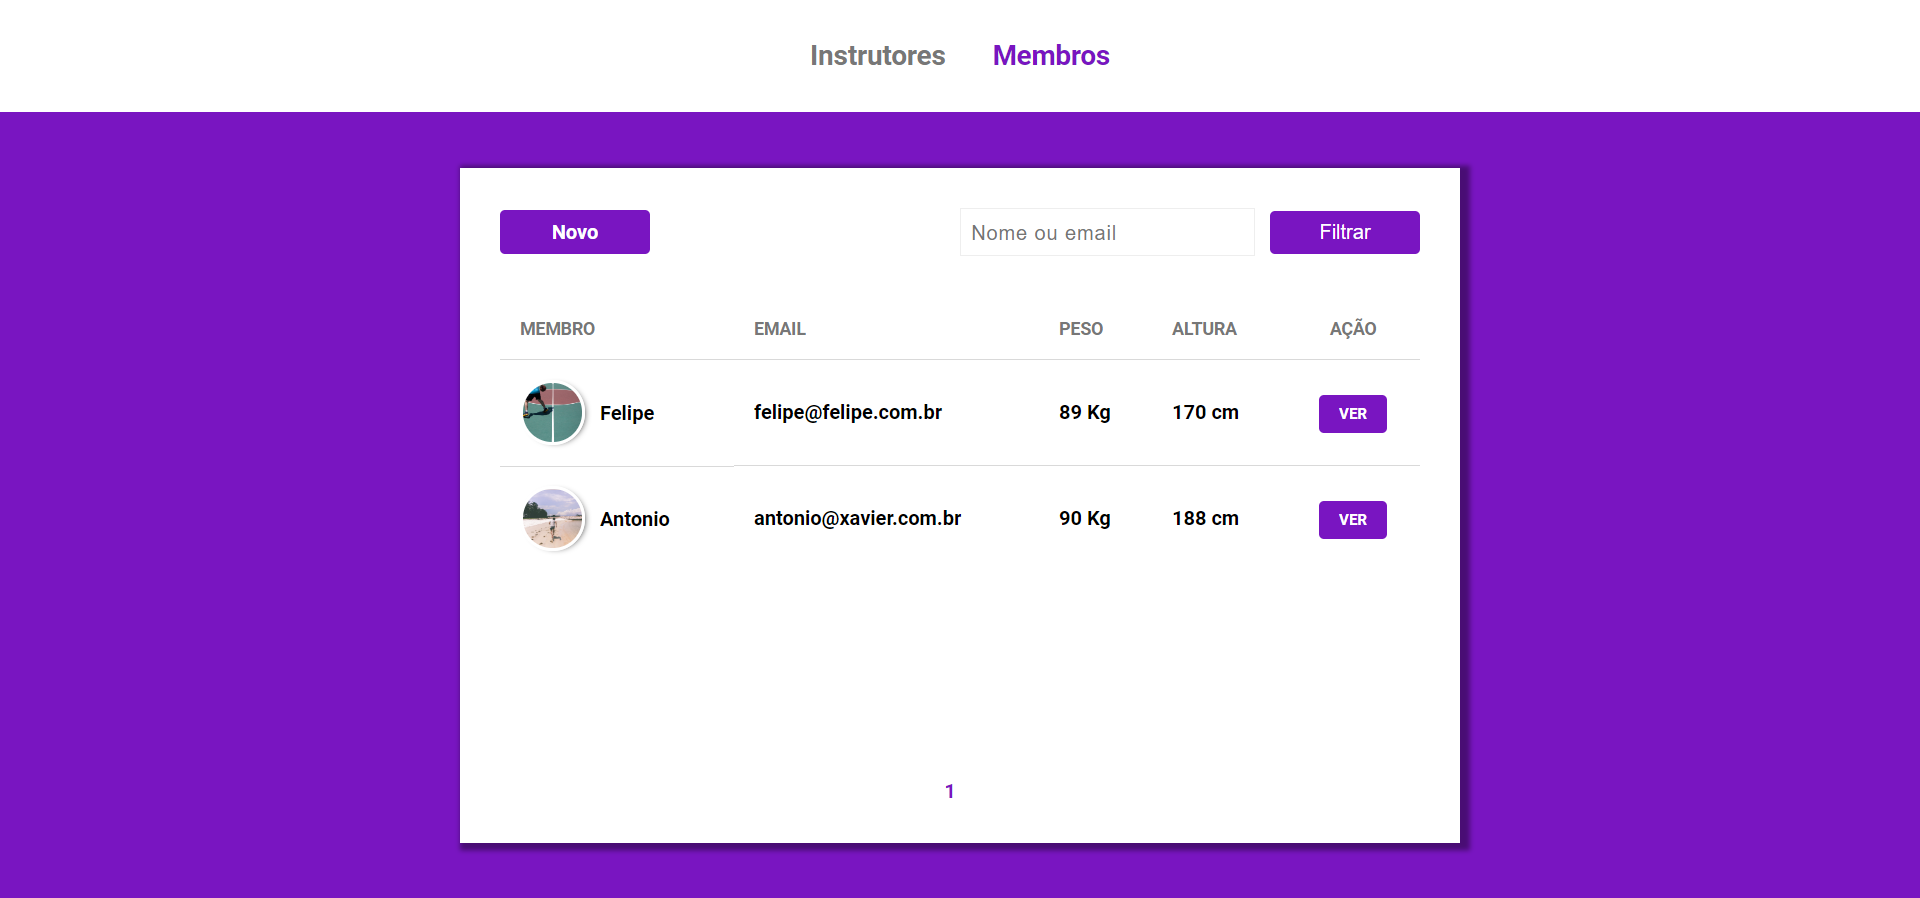 Instrutores Membros
Novo Nome ou email Filtrar
MEMBRO EMAIL PESO ALTURA AÇÃO
Felipe felipe@felipe.com.br 89 Kg 170 cm VER
Antonio antonio@xavier.com.br 90 Kg 188 cm VER
1